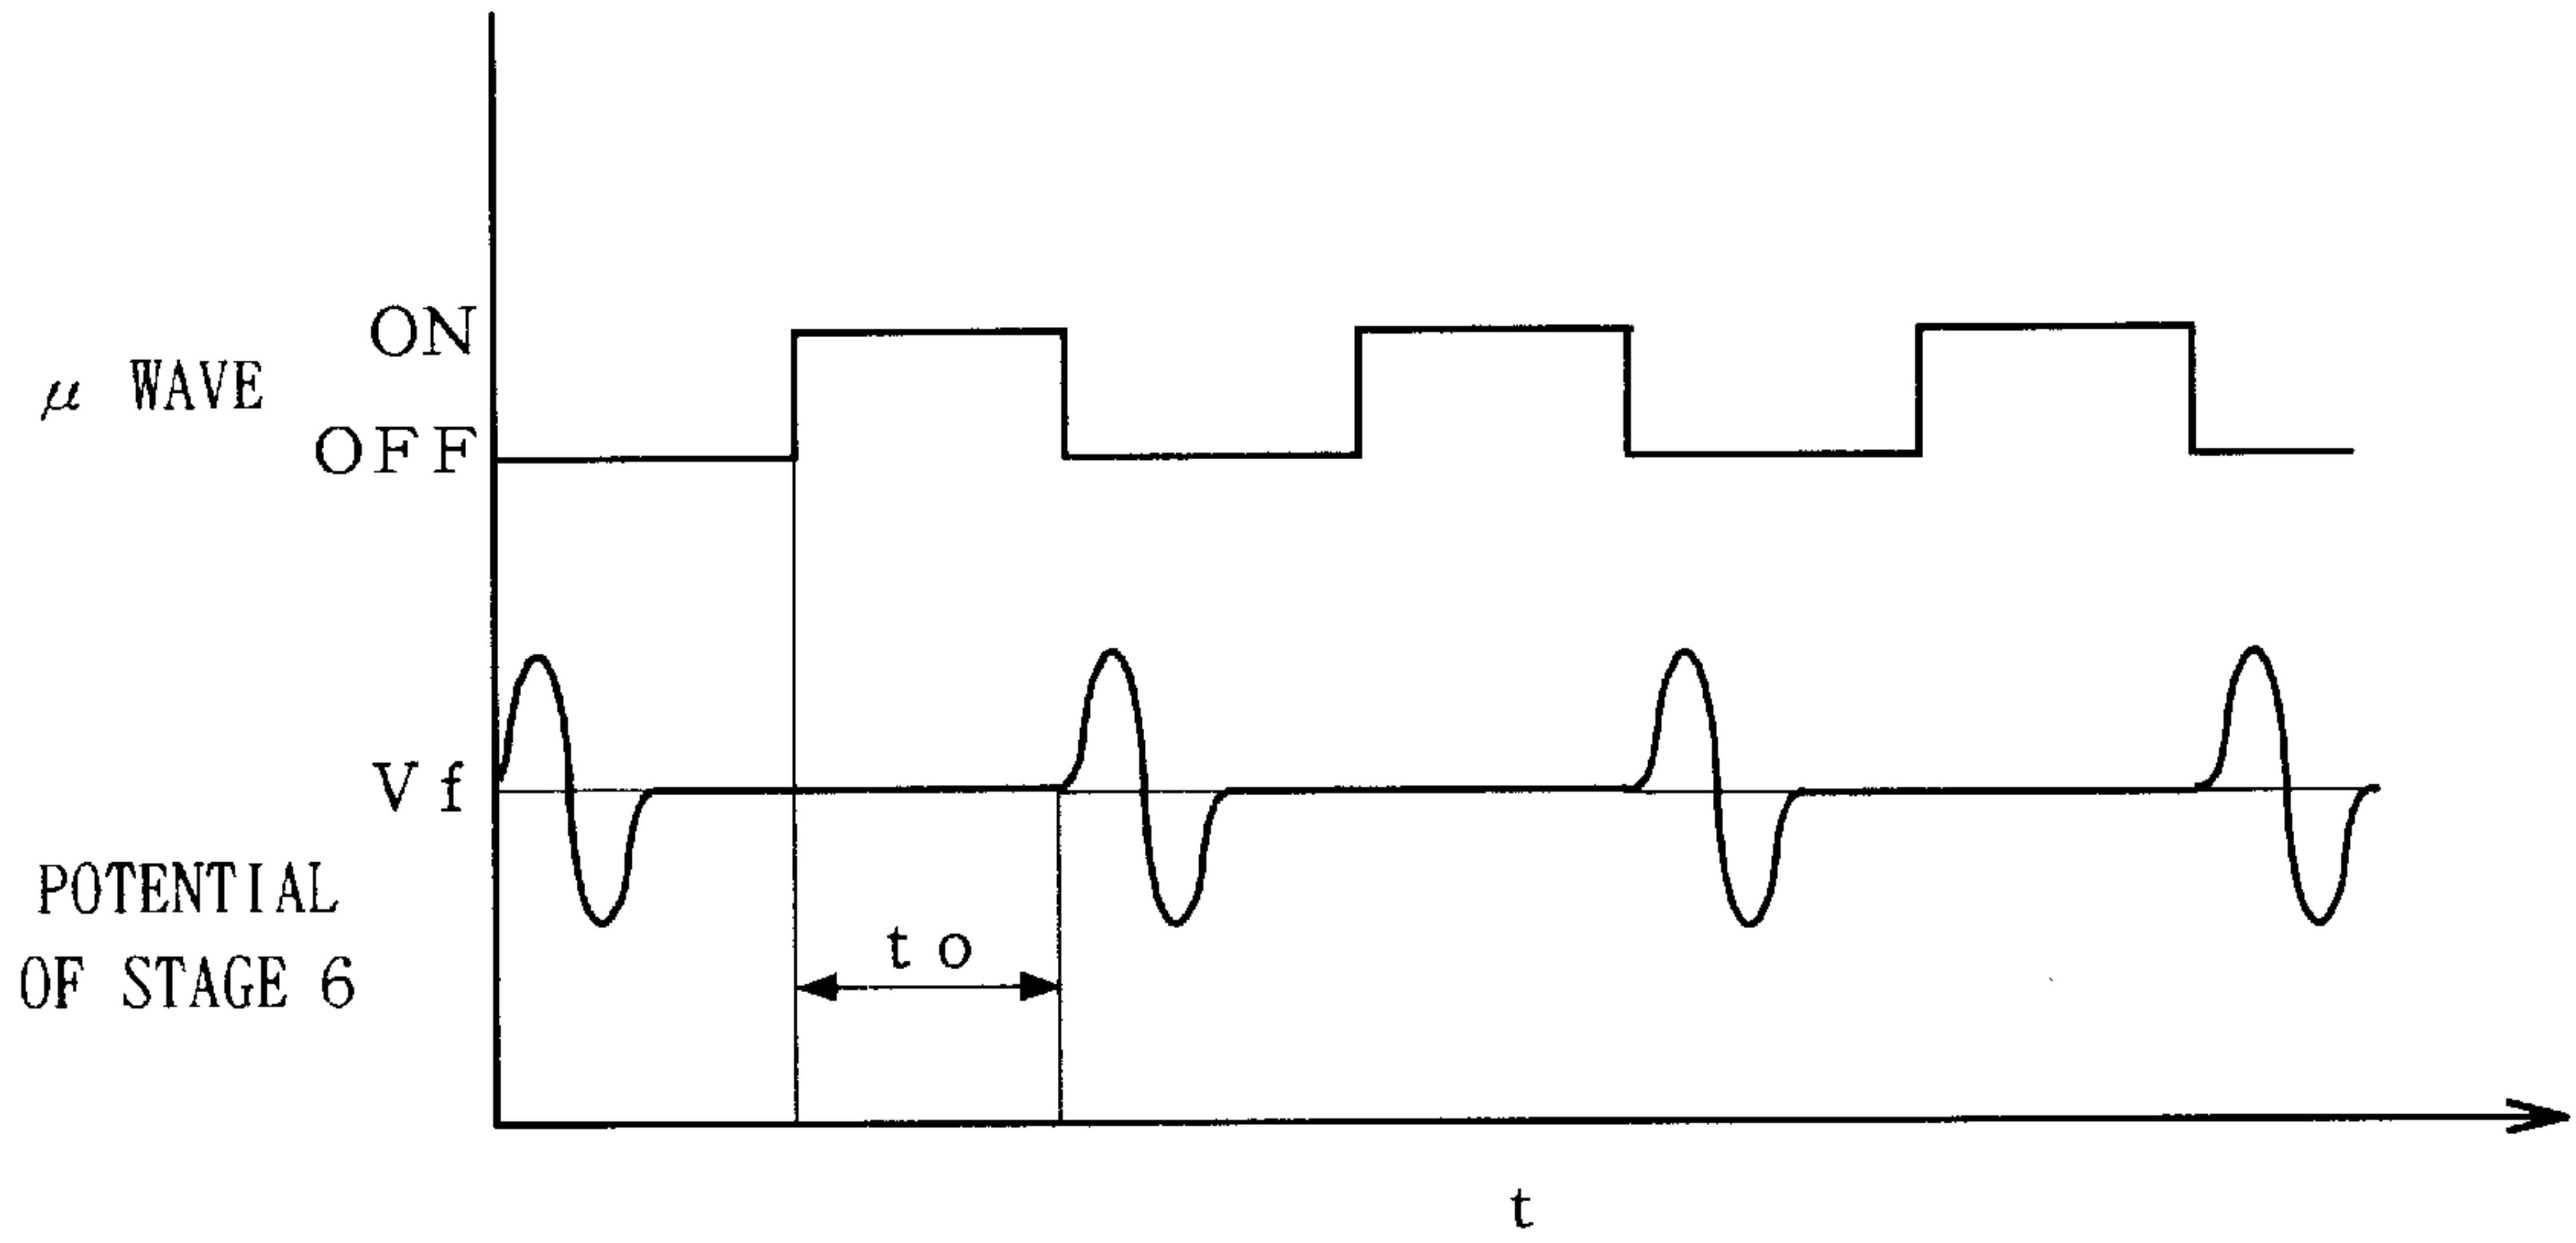 ON
μ WAVE
OFF
Vf
POTENTIAL
OF STAGE 6
to
t